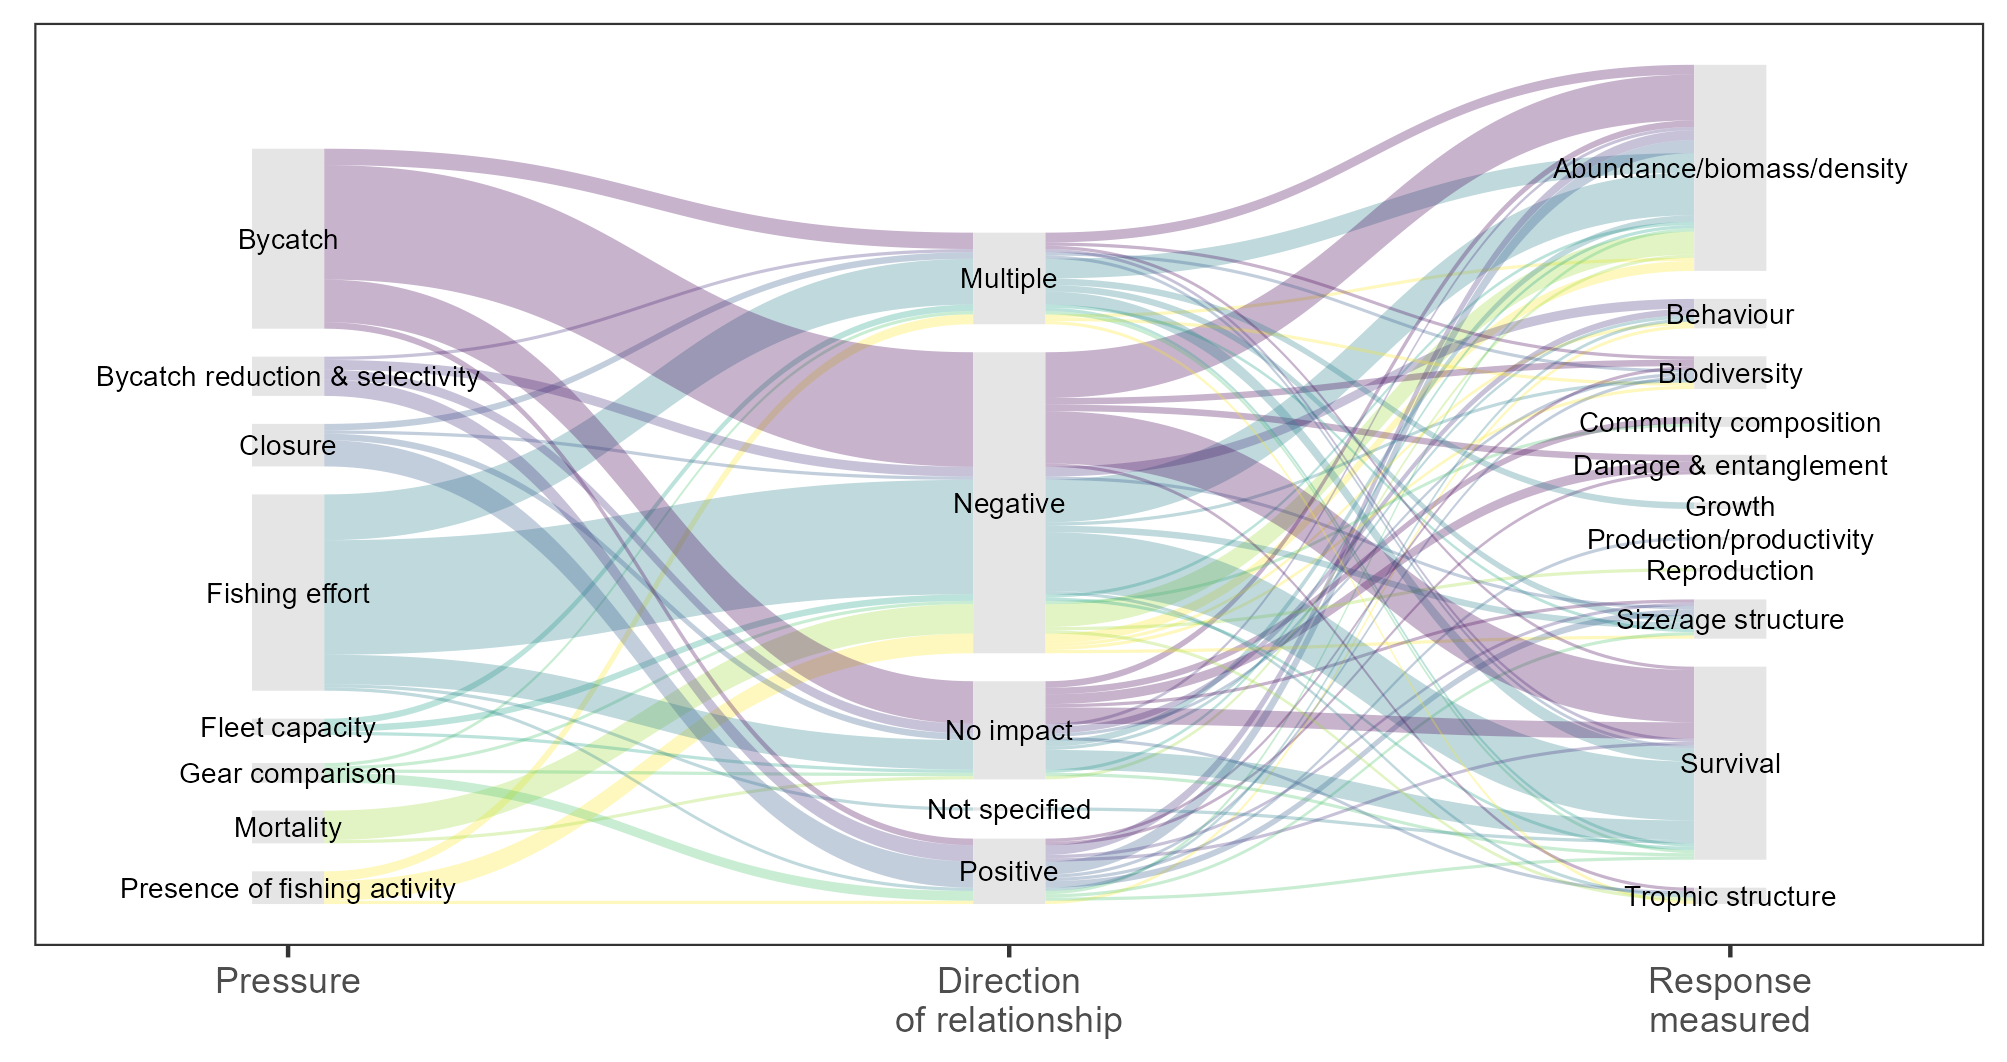 Bycatch
Bycatch reduction & selectivity
Closure
Fishing effort
Fleet capacity
Gear comparison
Mortality
Presence of fishing activity
Multiple
Negative
No impact
Not specified
Positive
Abundance/biomass/density
Behaviour
Biodiversity
Community composition
Damage & entanglement
Growth
Production/productivity
Reproduction
Size/age structure
Survival
Trophic structure
Pressure
Direction
of relationship
Response
measured